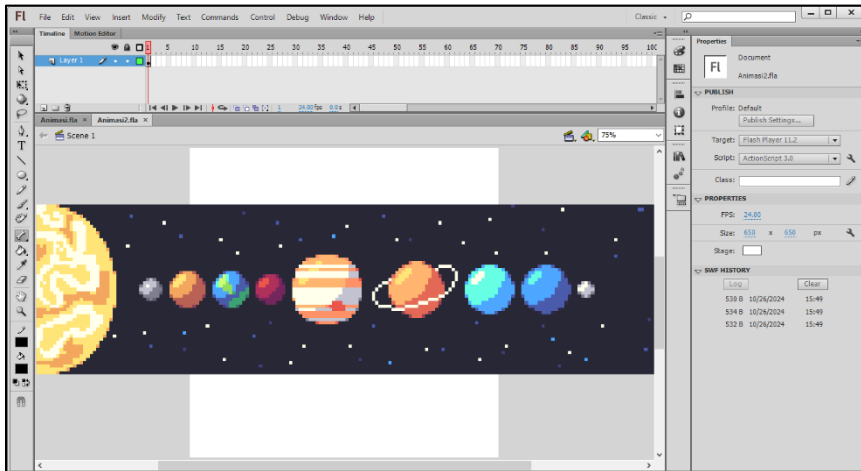 Fl File Edit View Insert Modify Text Commands Control Debug Window Help Classic
Timeline Motion Editor
1 5 10 15 20 25 30 35 40 45 50 55 60 65 70 75 80 85 90 95 100
Layer 1
1 24.00 fps 0.0 s
Animasi.fla × Animasi2.fla ×
Scene 1 75%
T
Properties
Fl Document
Animasi2.fla
PUBLISH
Profile: Default
Publish Settings...
Target: Flash Player 11.2
Script: ActionScript 3.0
Class:
PROPERTIES
FPS: 24.00
Size: 650 x 650 px
Stage:
SWF HISTORY
Log Clear
530 B 10/26/2024 15:49
534 B 10/26/2024 15:49
532 B 10/26/2024 15:49